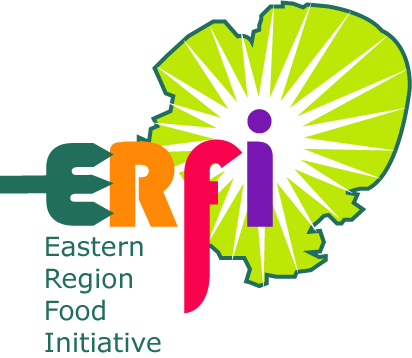 ERfi
Eastern
Region
Food
Initiative